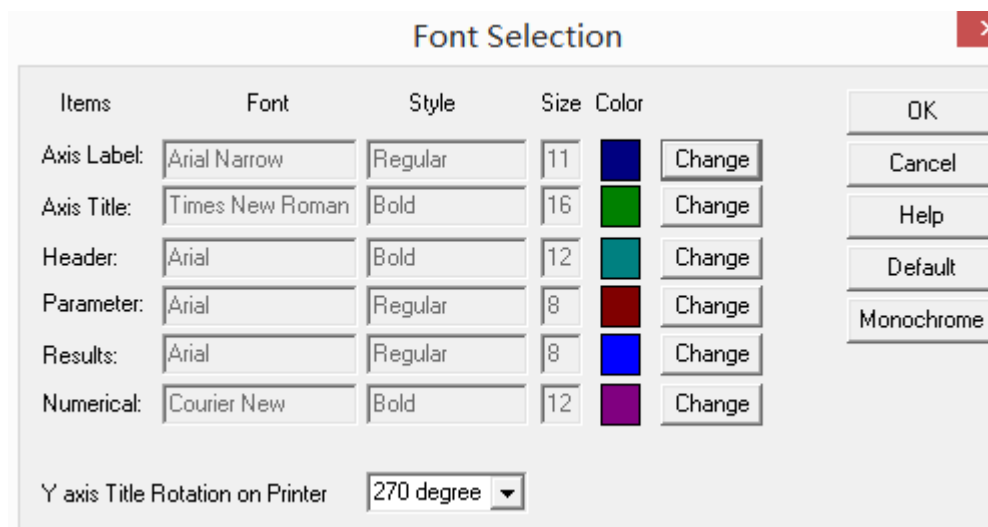 Font Selection
Items Font Style Size Color
OK
Axis Label: Arial Narrow Regular 11 Change
Cancel
Axis Title: Times New Roman Bold 16 Change
Help
Header: Arial Bold 12 Change
Default
Parameter: Arial Regular 8 Change
Monochrome
Results: Arial Regular 8 Change
Numerical: Courier New Bold 12 Change
Y axis Title Rotation on Printer 270 degree